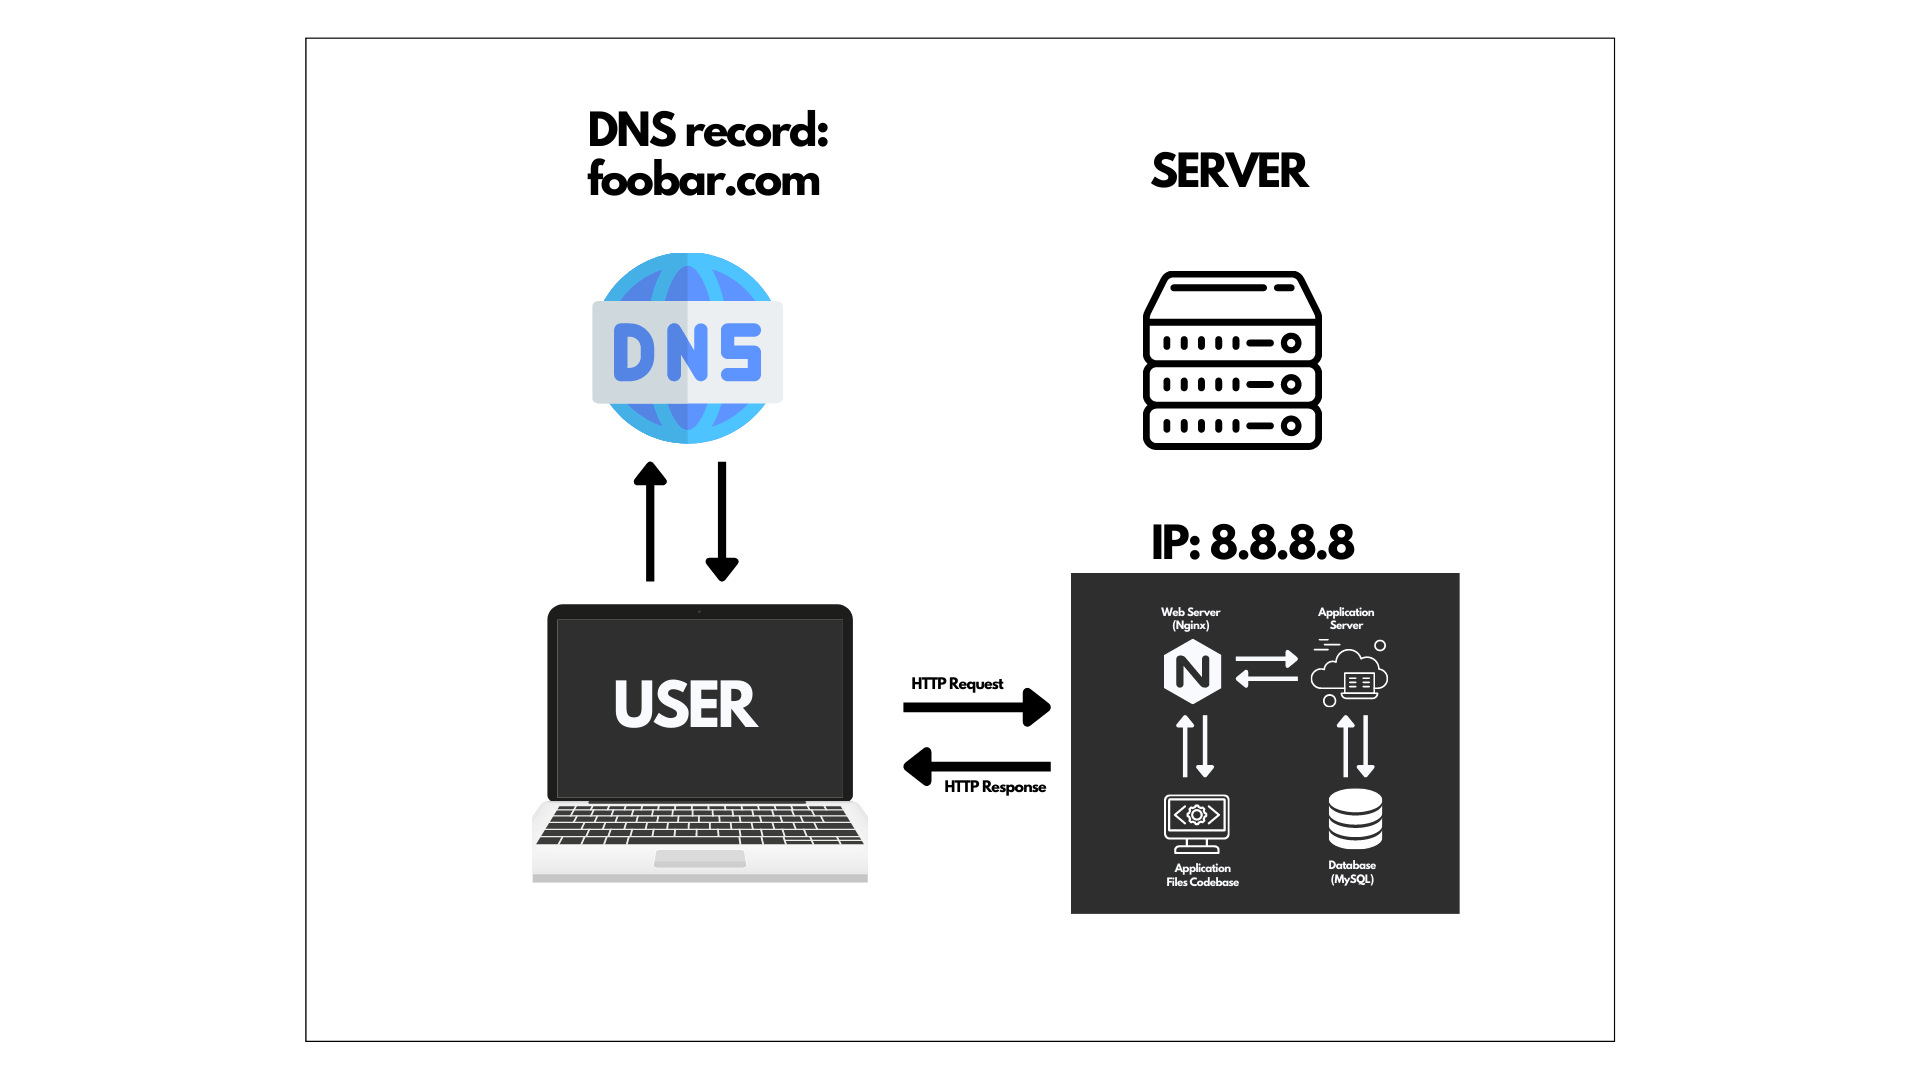 DNS record:
foobar.com
SERVER
DNS
IP: 8.8.8.8
Web Server
(Nginx)
Application
Server
N
USER
HTTP Request
HTTP Response
Application
Files Codebase
Database
(MySQL)